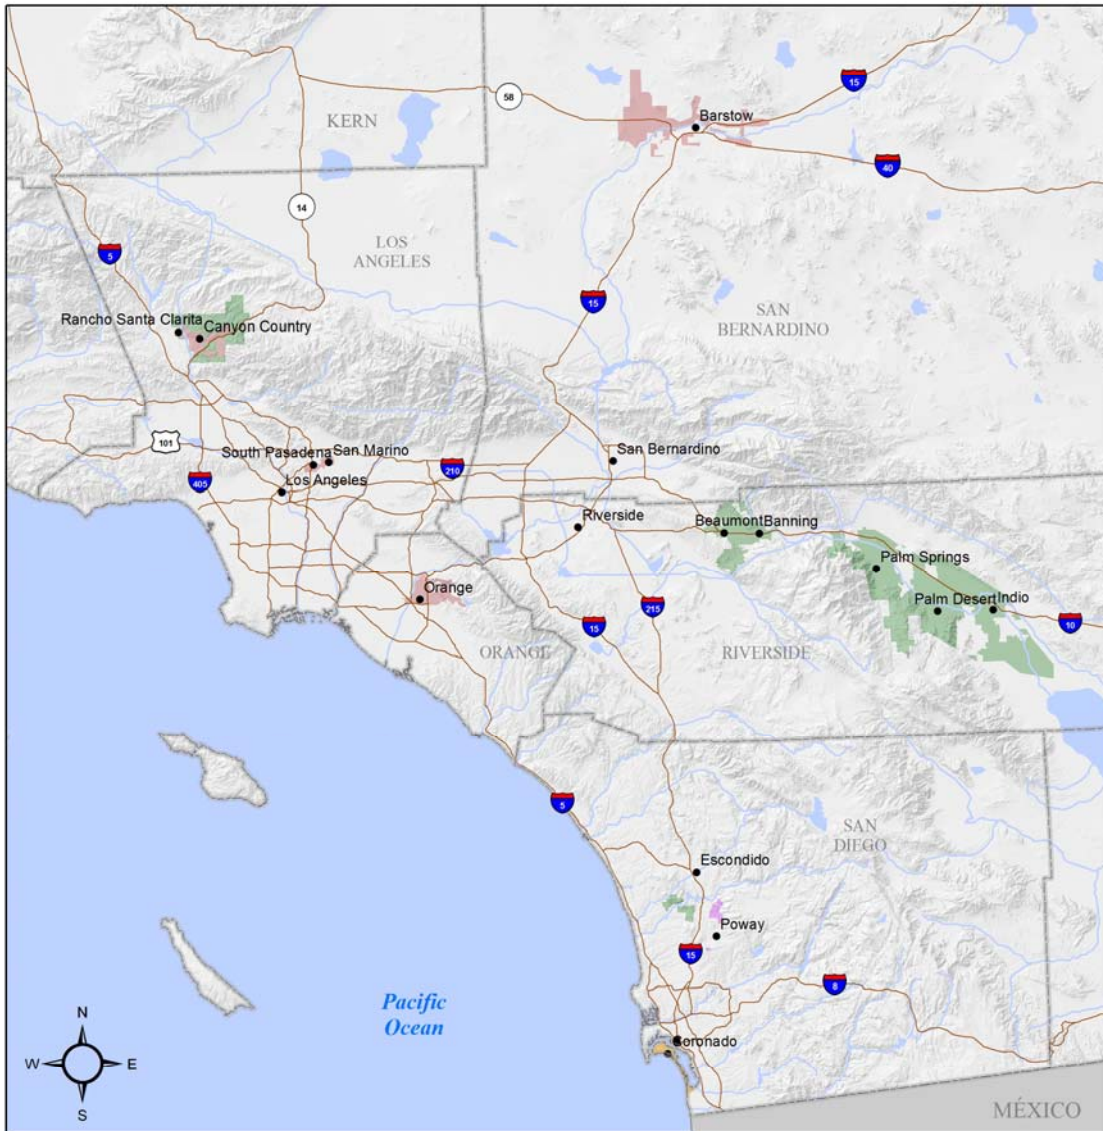 15
58
Barstow
KERN
40
14
LOS
ANGELES
5
15
SAN
BERNARDINO
Rancho Santa Clarita
Canyon Country
101
South Pasadena
San Marino
San Bernardino
210
405
Los Angeles
Riverside
Beaumont
Banning
Palm Springs
Orange
Palm Desert
Indio
215
15
10
ORANGE
RIVERSIDE
5
SAN
DIEGO
Escondido
Poway
15
8
Pacific
Ocean
N
W
E
S
Coronado
MÉXICO